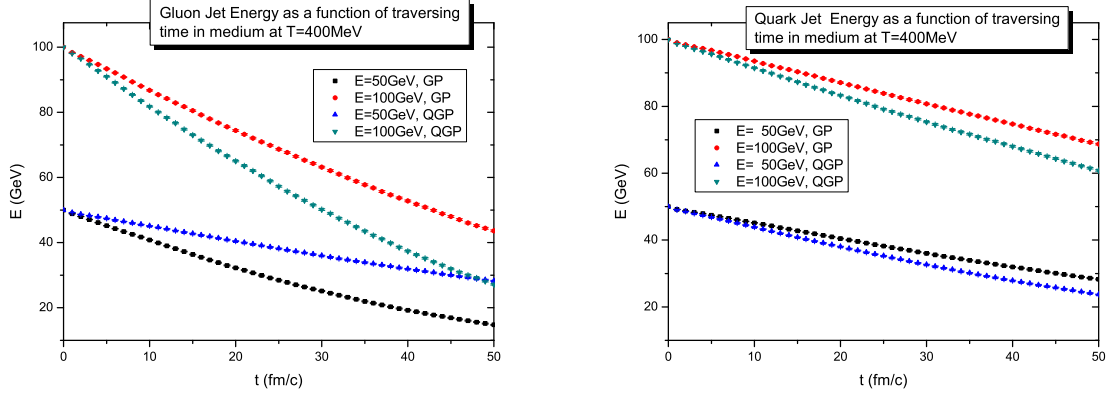 Gluon Jet Energy as a function of traversing
time in medium at T=400MeV
E=50GeV, GP
E=100GeV, GP
E=50GeV, QGP
E=100GeV, QGP
100
80
60
40
20
E (GeV)
0
10
20
30
40
50
t (fm/c)
Quark Jet Energy as a function of traversing
time in medium at T=400MeV
E= 50GeV, GP
E=100GeV, GP
E= 50GeV, QGP
E=100GeV, QGP
100
80
60
40
20
E (GeV)
0
10
20
30
40
50
t (fm/c)